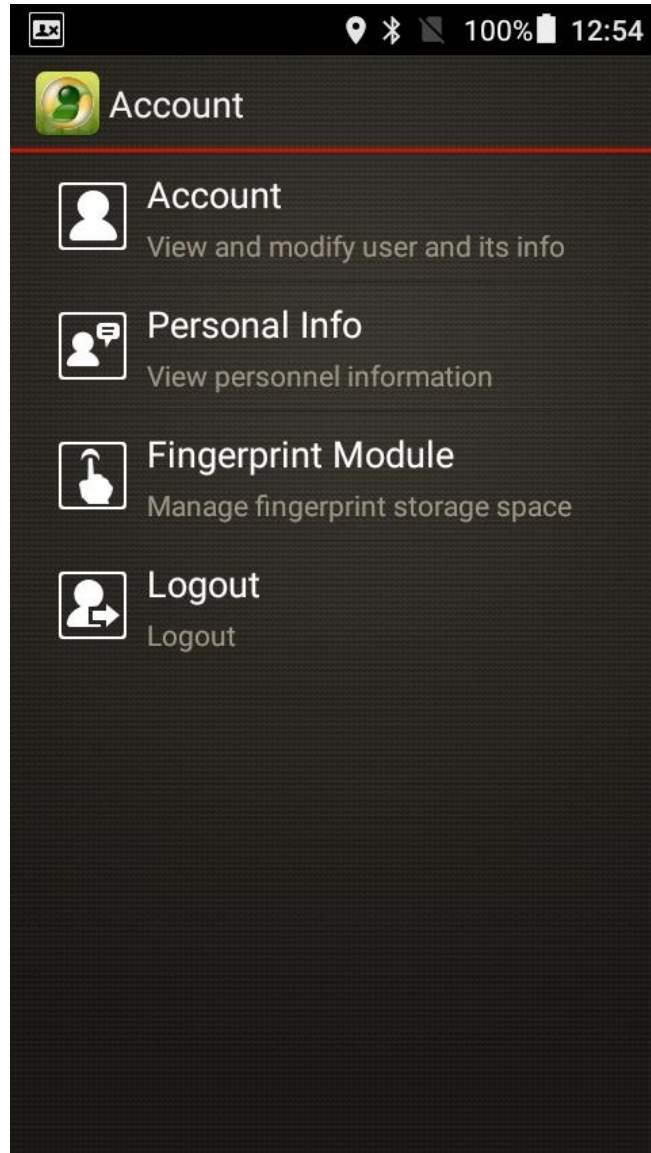 100% 12:54
Account
Account
View and modify user and its info
Personal Info
View personnel information
Fingerprint Module
Manage fingerprint storage space
Logout
Logout